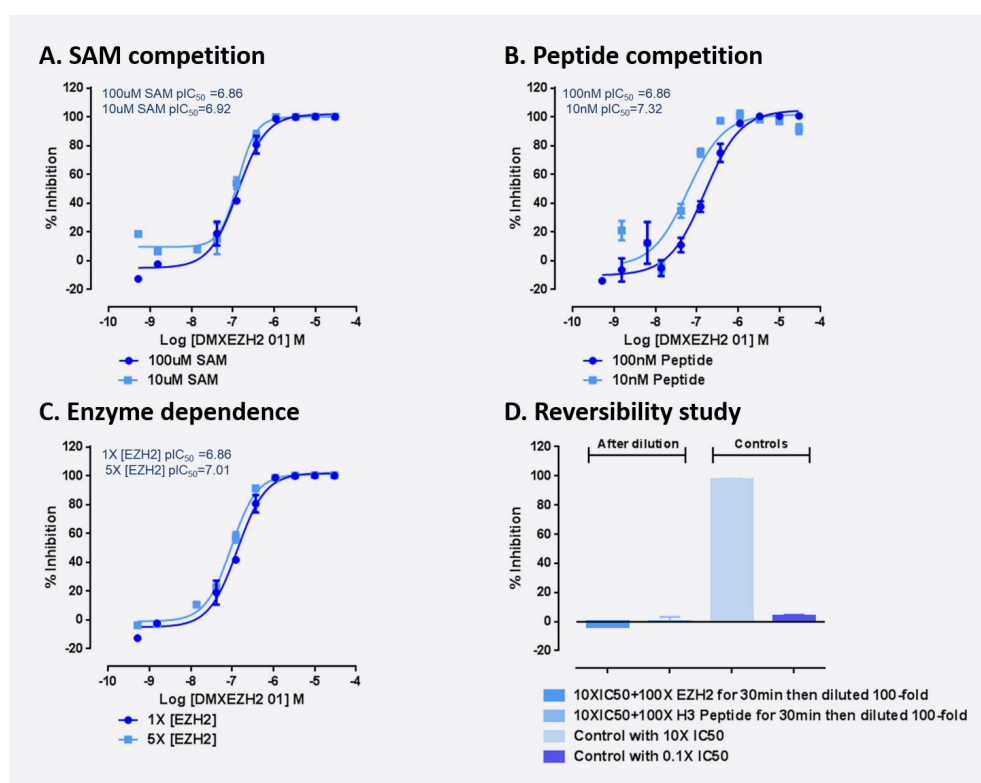 A. SAM competition
100uM SAM pIC50 =6.86
10uM SAM pIC50=6.92
120
100
80
60
40
20
0
-20
% Inhibition
-10 -9 -8 -7 -6 -5 -4
Log [DMXEZH2 01] M
100uM SAM
10uM SAM
B. Peptide competition
100nM pIC50 =6.86
10nM pIC50=7.32
120
100
80
60
40
20
0
-20
% Inhibition
-10 -9 -8 -7 -6 -5 -4
Log [DMXEZH2 01] M
100nM Peptide
10nM Peptide
C. Enzyme dependence
1X [EZH2] pIC50 =6.86
5X [EZH2] pIC50=7.01
120
100
80
60
40
20
0
-20
% Inhibition
-10 -9 -8 -7 -6 -5 -4
Log [DMXEZH2 01] M
1X [EZH2]
5X [EZH2]
D. Reversibility study
After dilution Controls
120
100
80
60
40
20
0
-20
% Inhibition
10XIC50+100X EZH2 for 30min then diluted 100-fold
10XIC50+100X H3 Peptide for 30min then diluted 100-fold
Control with 10X IC50
Control with 0.1X IC50